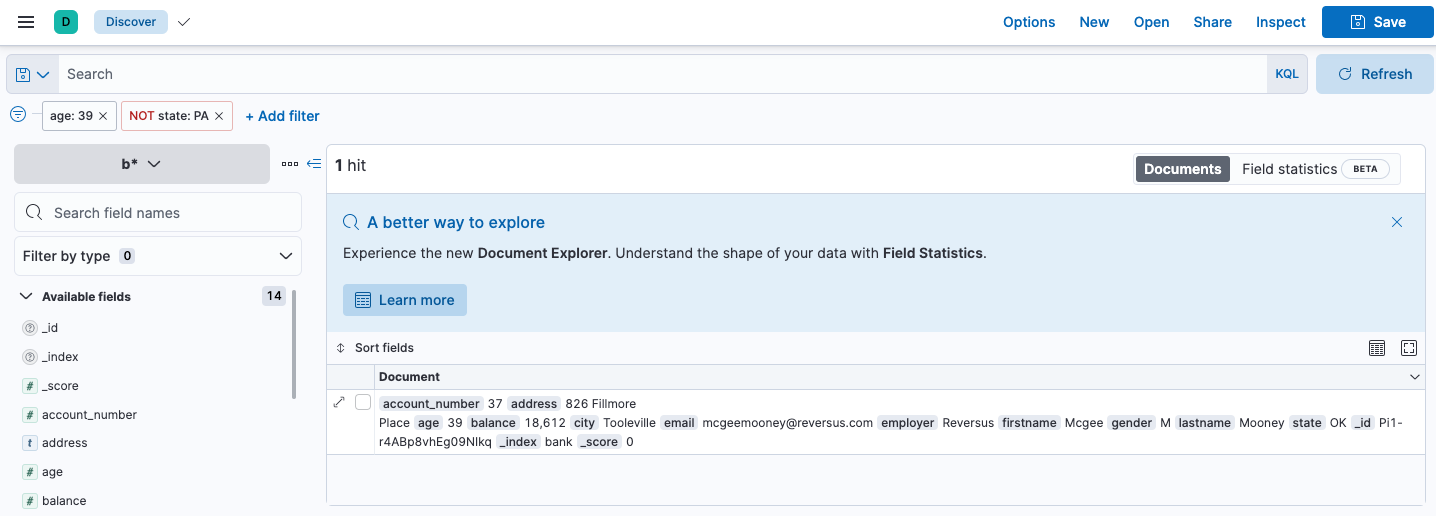 D Discover Options New Open Share Inspect Save
Search KQL Refresh
age: 39 NOT state: PA + Add filter
b*
1 hit Documents Field statistics BETA
Search field names
A better way to explore
Experience the new Document Explorer. Understand the shape of your data with Field Statistics.
Filter by type 0
Learn more
Available fields 14
_id
_index
# _score
# account_number
t address
# age
# balance
Sort fields
Document
account_number 37 address 826 Fillmore
Place age 39 balance 18,612 city Tooleville email mcgeemooney@reversus.com employer Reversus firstname Mcgee gender M lastname Mooney state OK _id Pi1-
r4ABp8vhEg09NIkq _index bank _score 0